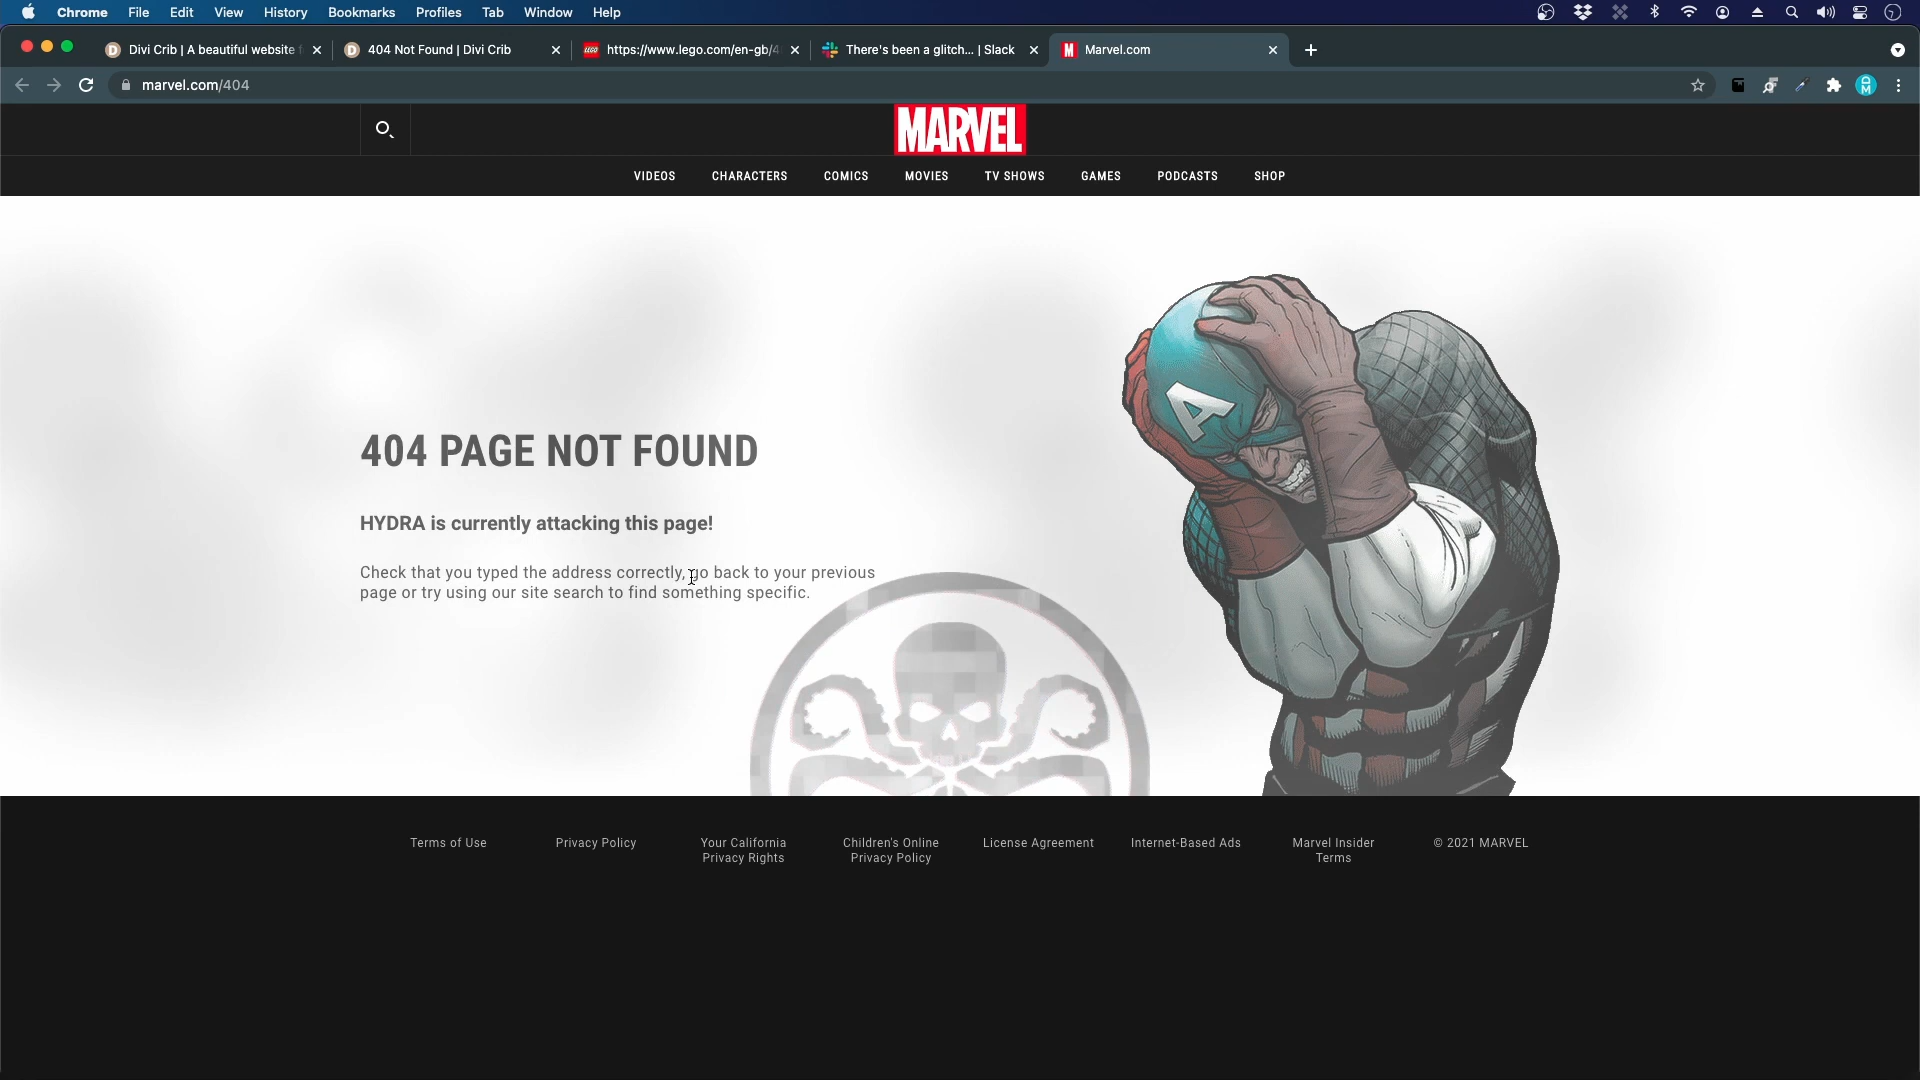 Chrome File Edit View History Bookmarks Profiles Tab Window Help
Divi Crib | A beautiful website f
404 Not Found | Divi Crib
https://www.lego.com/en-gb/4
There's been a glitch... | Slack
Marvel.com
marvel.com/404
MARVEL
VIDEOS CHARACTERS COMICS MOVIES TV SHOWS GAMES PODCASTS SHOP
404 PAGE NOT FOUND
HYDRA is currently attacking this page!
Check that you typed the address correctly, go back to your previous
page or try using our site search to find something specific.
A
Terms of Use
Privacy Policy
Your California
Privacy Rights
Children's Online
Privacy Policy
License Agreement
Internet-Based Ads
Marvel Insider
Terms
© 2021 MARVEL